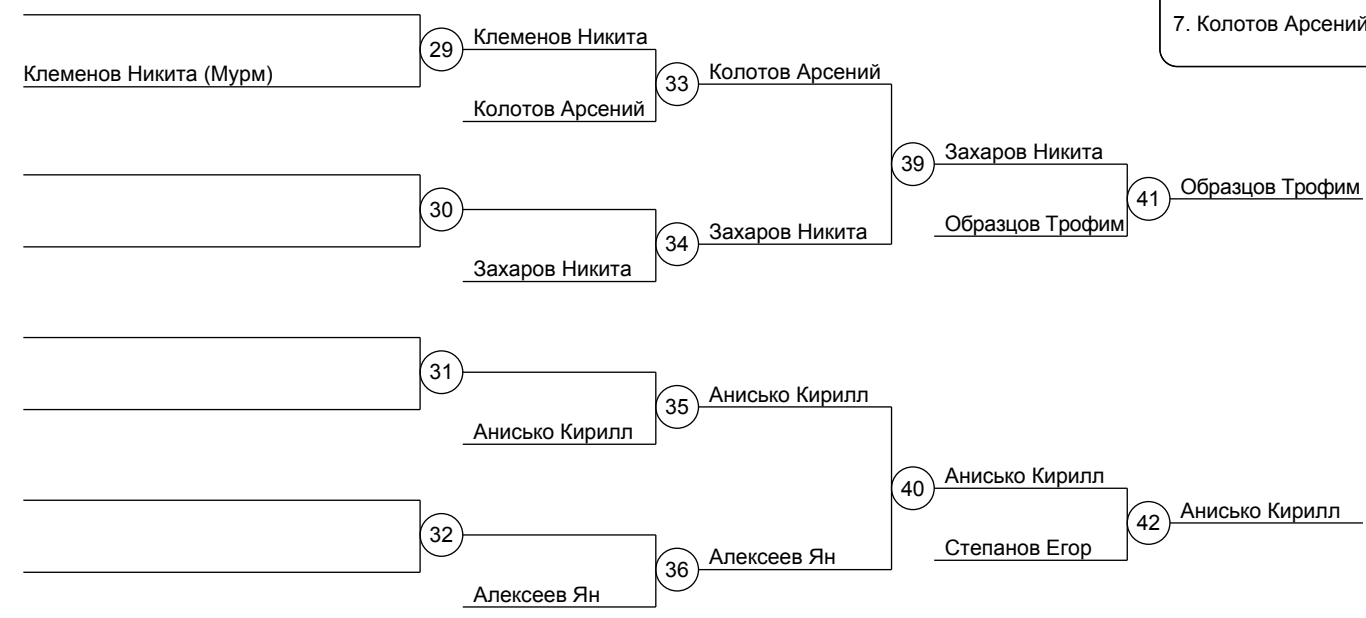 7. Колотов Арсений
29
Клеменов Никита
Клеменов Никита (Мурм)
33
Колотов Арсений
Колотов Арсений
39
Захаров Никита
30
41
Образцов Трофим
34
Захаров Никита
Образцов Трофим
Захаров Никита
31
35
Анисько Кирилл
Анисько Кирилл
40
Анисько Кирилл
32
42
Анисько Кирилл
36
Алексеев Ян
Степанов Егор
Алексеев Ян